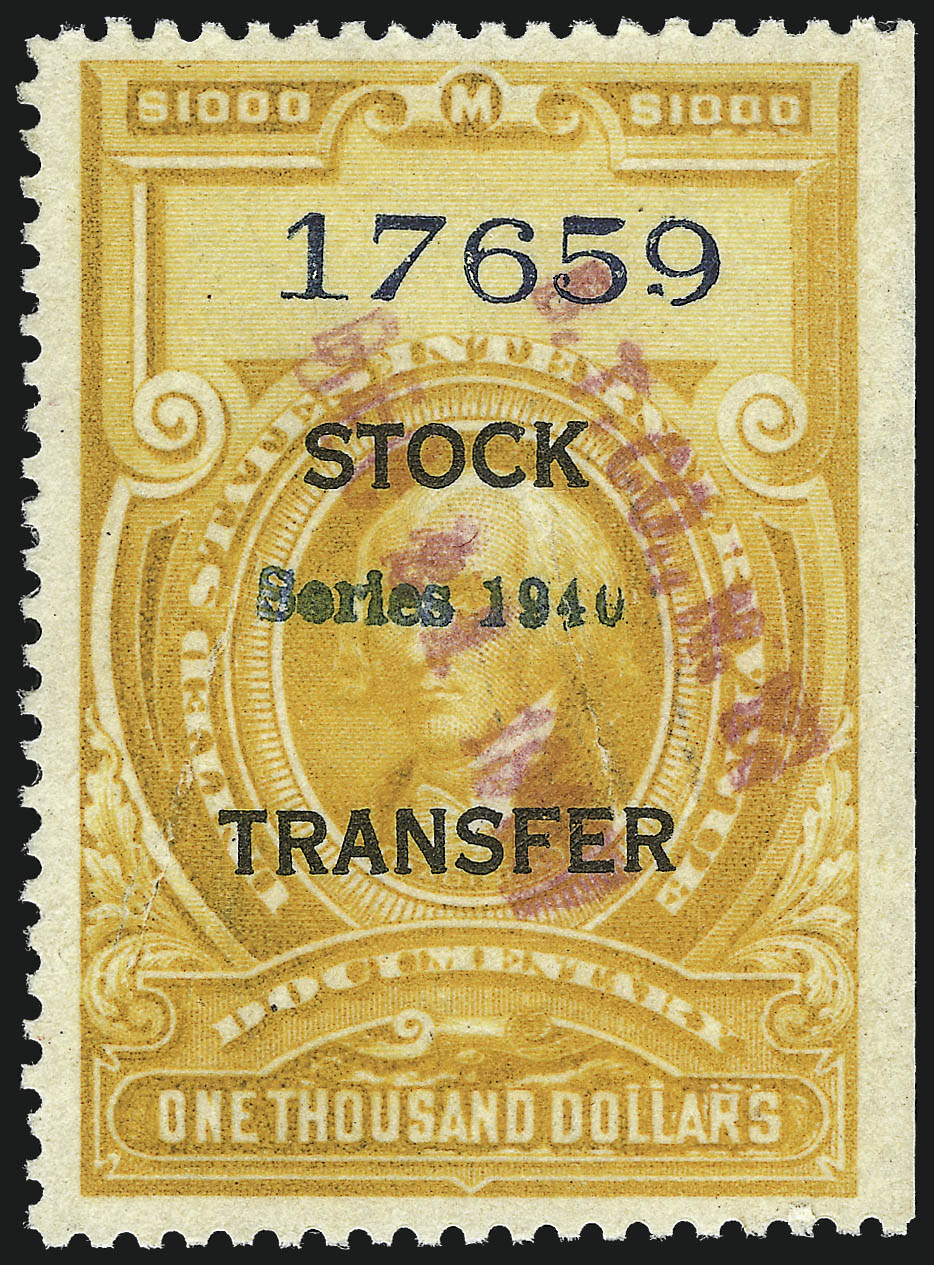 $1000 M $1000
17659
UNITED STATES INTERNAL REVENUE
STOCK
Series 1940
TRANSFER
DOCUMENTARY
ONE THOUSAND DOLLARS